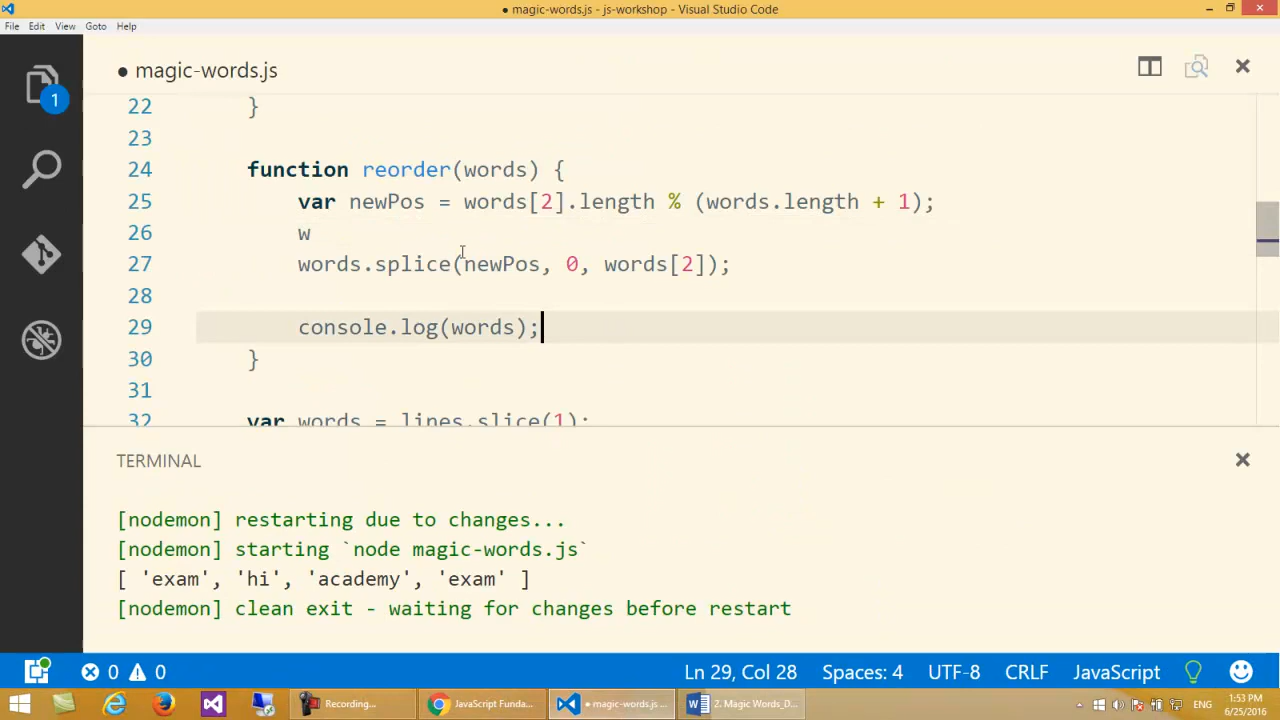 ● magic-words.js - js-workshop - Visual Studio Code
File Edit View Goto Help
● magic-words.js
1
22 }
23
24 function reorder(words) {
25 var newPos = words[2].length % (words.length + 1);
26 w
27 words.splice(newPos, 0, words[2]);
28
29 console.log(words);
30 }
31
32 var words = lines.slice(1);
TERMINAL
[nodemon] restarting due to changes...
[nodemon] starting `node magic-words.js`
[ 'exam', 'hi', 'academy', 'exam' ]
[nodemon] clean exit - waiting for changes before restart
0 0 Ln 29, Col 28 Spaces: 4 UTF-8 CRLF JavaScript
Recording... JavaScript Funda... ● magic-words.js ... 2. Magic Words_D... ENG 1:53 PM
6/25/2016